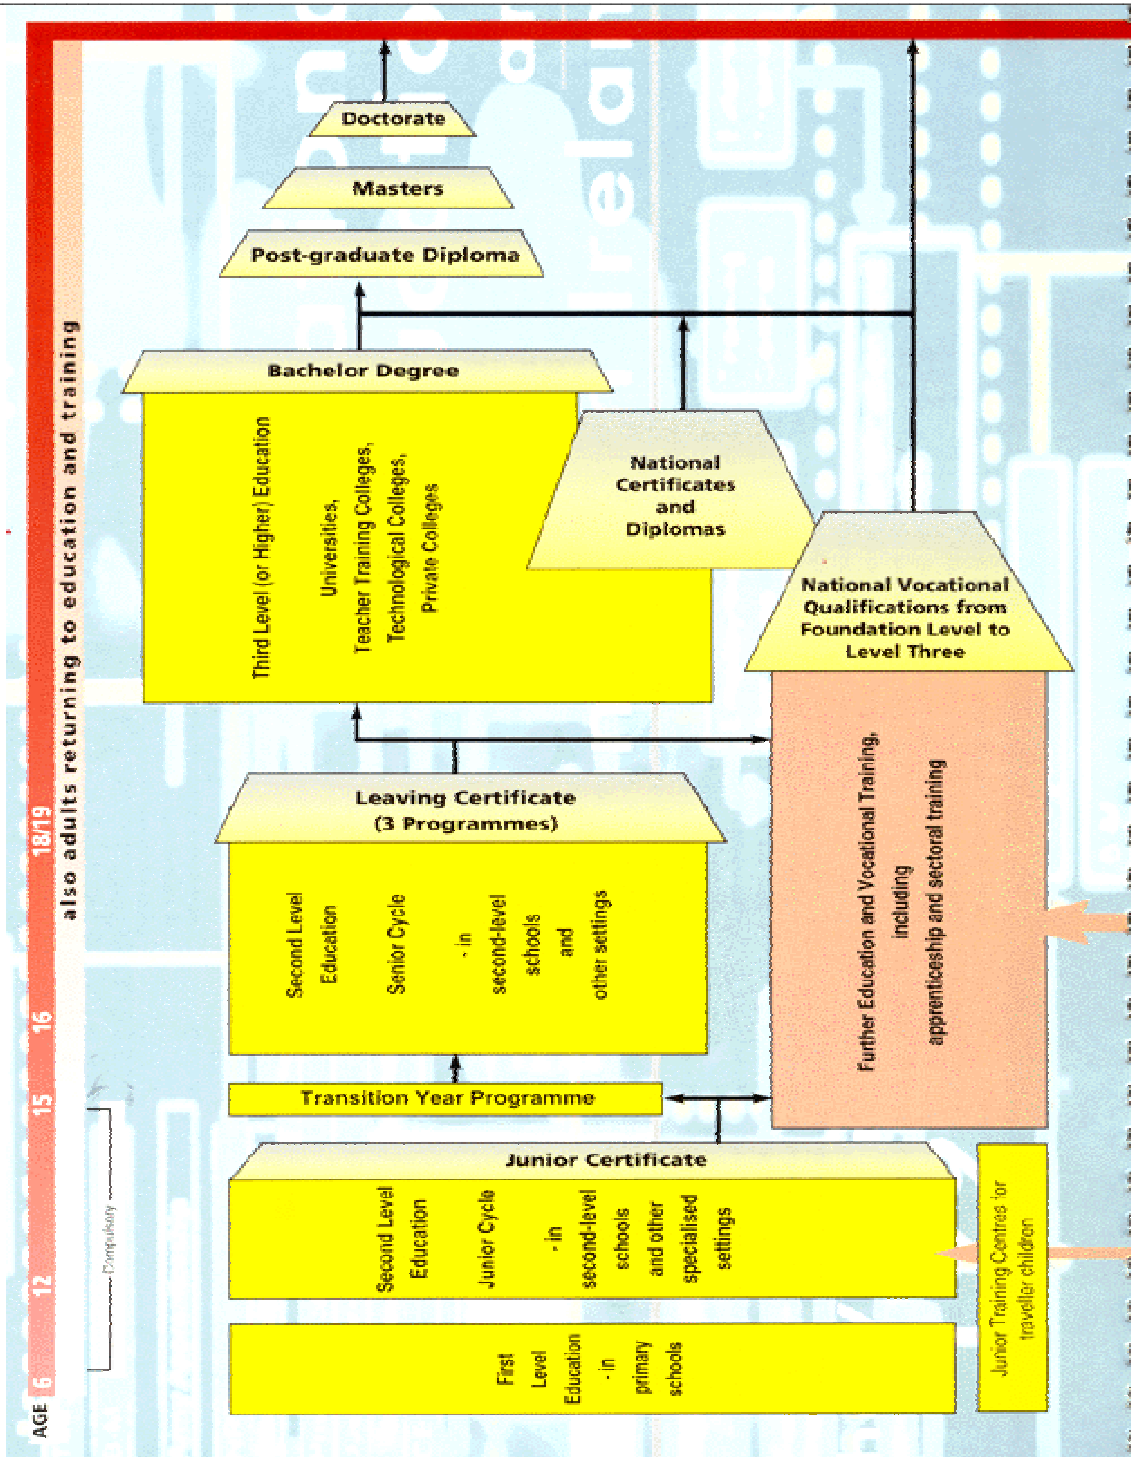 Doctorate
Masters
Post-graduate Diploma
Bachelor Degree
Third Level (or Higher) Education
Universities,
Teacher Training Colleges,
Technological Colleges,
Private Colleges
National
Certificates
and
Diplomas
National Vocational
Qualifications from
Foundation Level to
Level Three
Leaving Certificate
(3 Programmes)
Second Level
Education
Senior Cycle
- in
second-level
schools
and
other settings
Further Education and Vocational Training,
including
apprenticeship and sectoral training
Transition Year Programme
Junior Certificate
Second Level
Education
Junior Cycle
- in
second-level
schools
and other
specialised
settings
First
Level
Education
- in
primary
schools
Junior Training Centres for
traveller children
AGE 6 12 15 16 18/19
also adults returning to education and training
Compulsory